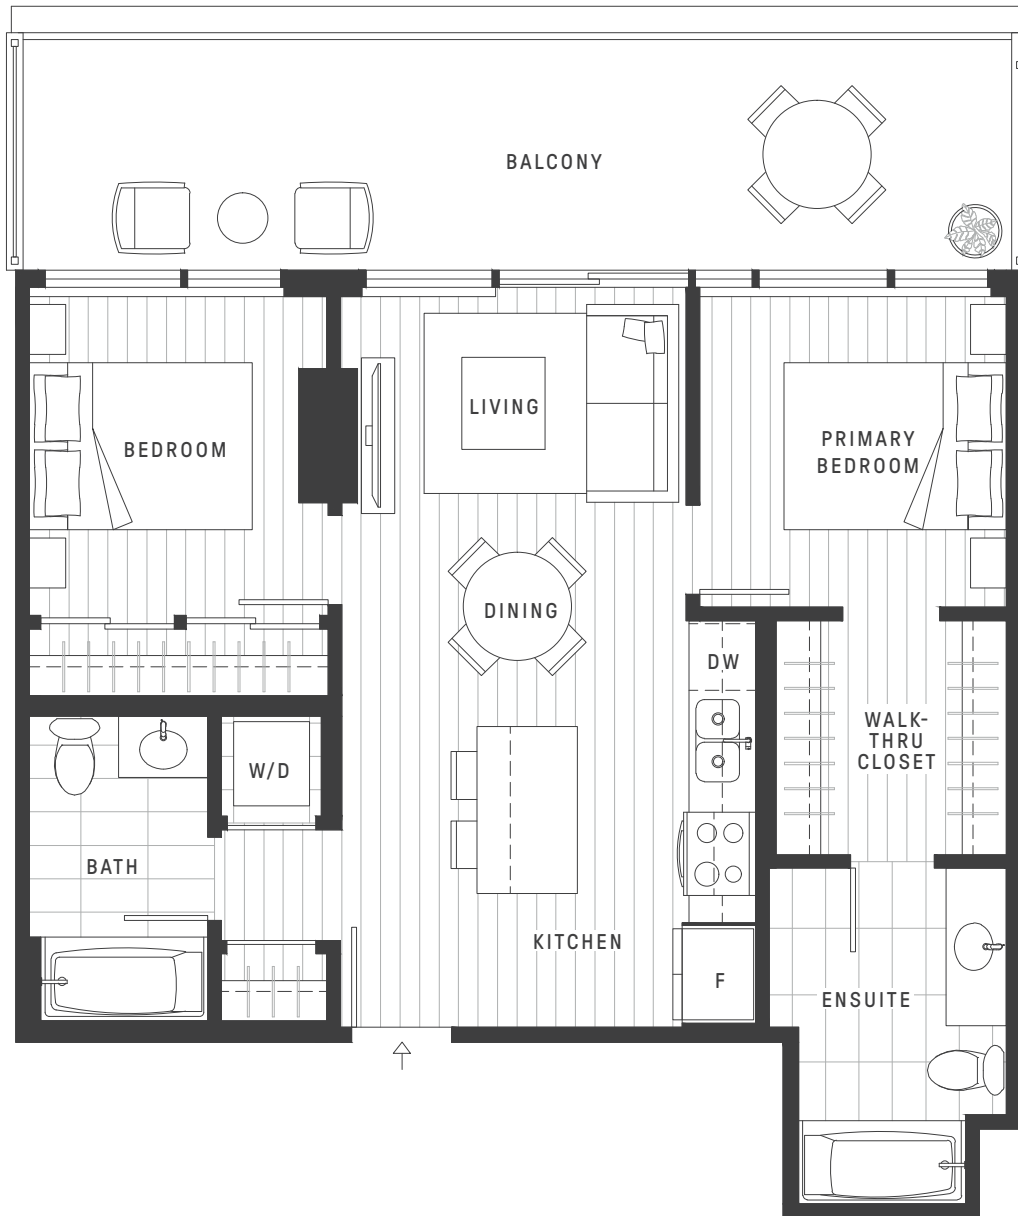 BALCONY
LIVING
BEDROOM
PRIMARY
BEDROOM
DINING
DW
WALK-
THRU
CLOSET
W/D
BATH
KITCHEN
F
ENSUITE